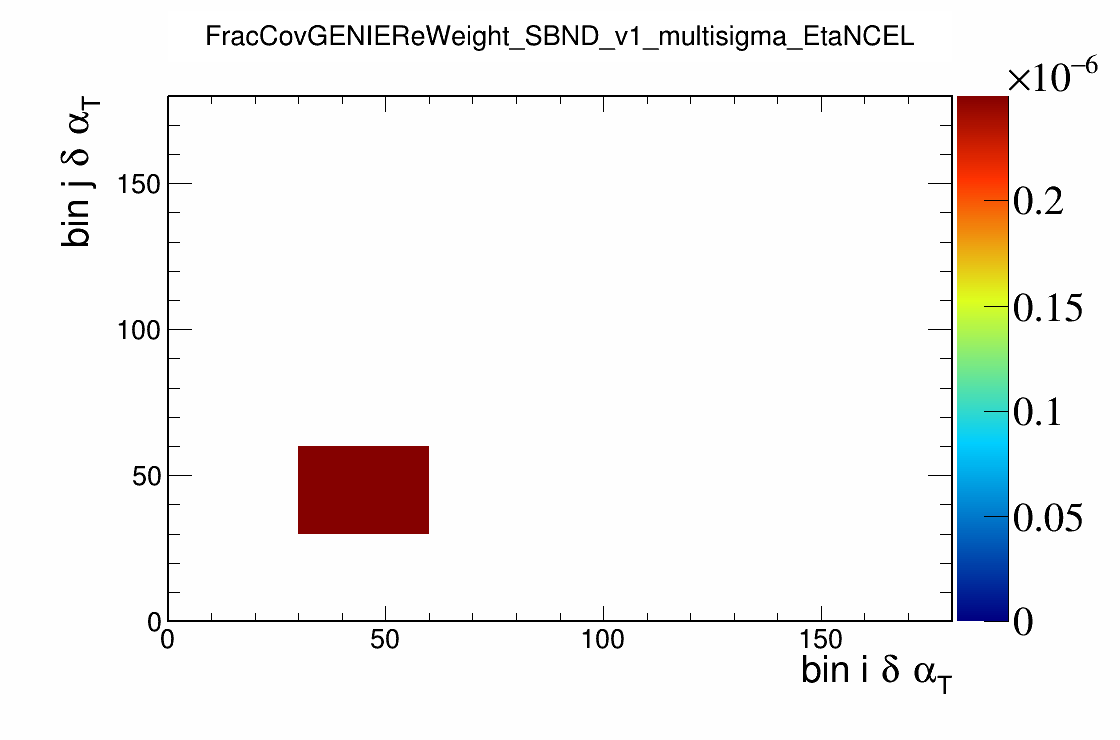 FracCovGENIEReWeight_SBND_v1_multisigma_EtaNCEL
×10⁻⁶
bin j δ α_T
150
100
50
0
0 50 100 150
bin i δ α_T
0.2
0.15
0.1
0.05
0